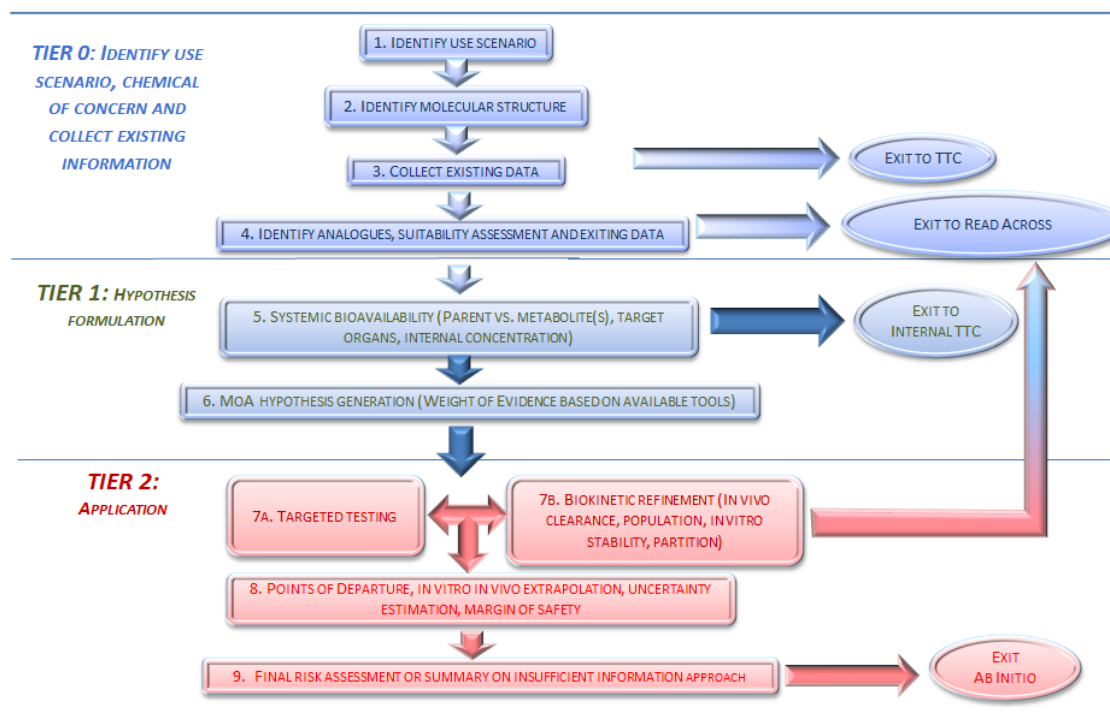 TIER 0: IDENTIFY USE
SCENARIO, CHEMICAL
OF CONCERN AND
COLLECT EXISTING
INFORMATION
1. IDENTIFY USE SCENARIO
2. IDENTIFY MOLECULAR STRUCTURE
3. COLLECT EXISTING DATA
EXIT TO TTC
4. IDENTIFY ANALOGUES, SUITABILITY ASSESSMENT AND EXITING DATA
EXIT TO READ ACROSS
TIER 1: HYPOTHESIS
FORMULATION
5. SYSTEMIC BIOAVAILABILITY (PARENT VS. METABOLITE(S), TARGET
ORGANS, INTERNAL CONCENTRATION)
EXIT TO
INTERNAL TTC
6. MOA HYPOTHESIS GENERATION (WEIGHT OF EVIDENCE BASED ON AVAILABLE TOOLS)
TIER 2:
APPLICATION
7A. TARGETED TESTING
7B. BIOKINETIC REFINEMENT (IN VIVO
CLEARANCE, POPULATION, IN VITRO
STABILITY, PARTITION)
8. POINTS OF DEPARTURE, IN VITRO IN VIVO EXTRAPOLATION, UNCERTAINTY
ESTIMATION, MARGIN OF SAFETY
9. FINAL RISK ASSESSMENT OR SUMMARY ON INSUFFICIENT INFORMATION APPROACH
EXIT
AB INITIO